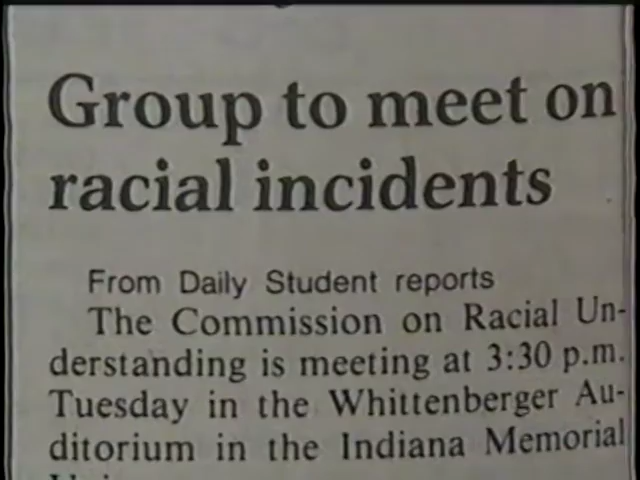 Group to meet on
racial incidents
From Daily Student reports
The Commission on Racial Un-
derstanding is meeting at 3:30 p.m.
Tuesday in the Whittenberger Au-
ditorium in the Indiana Memorial